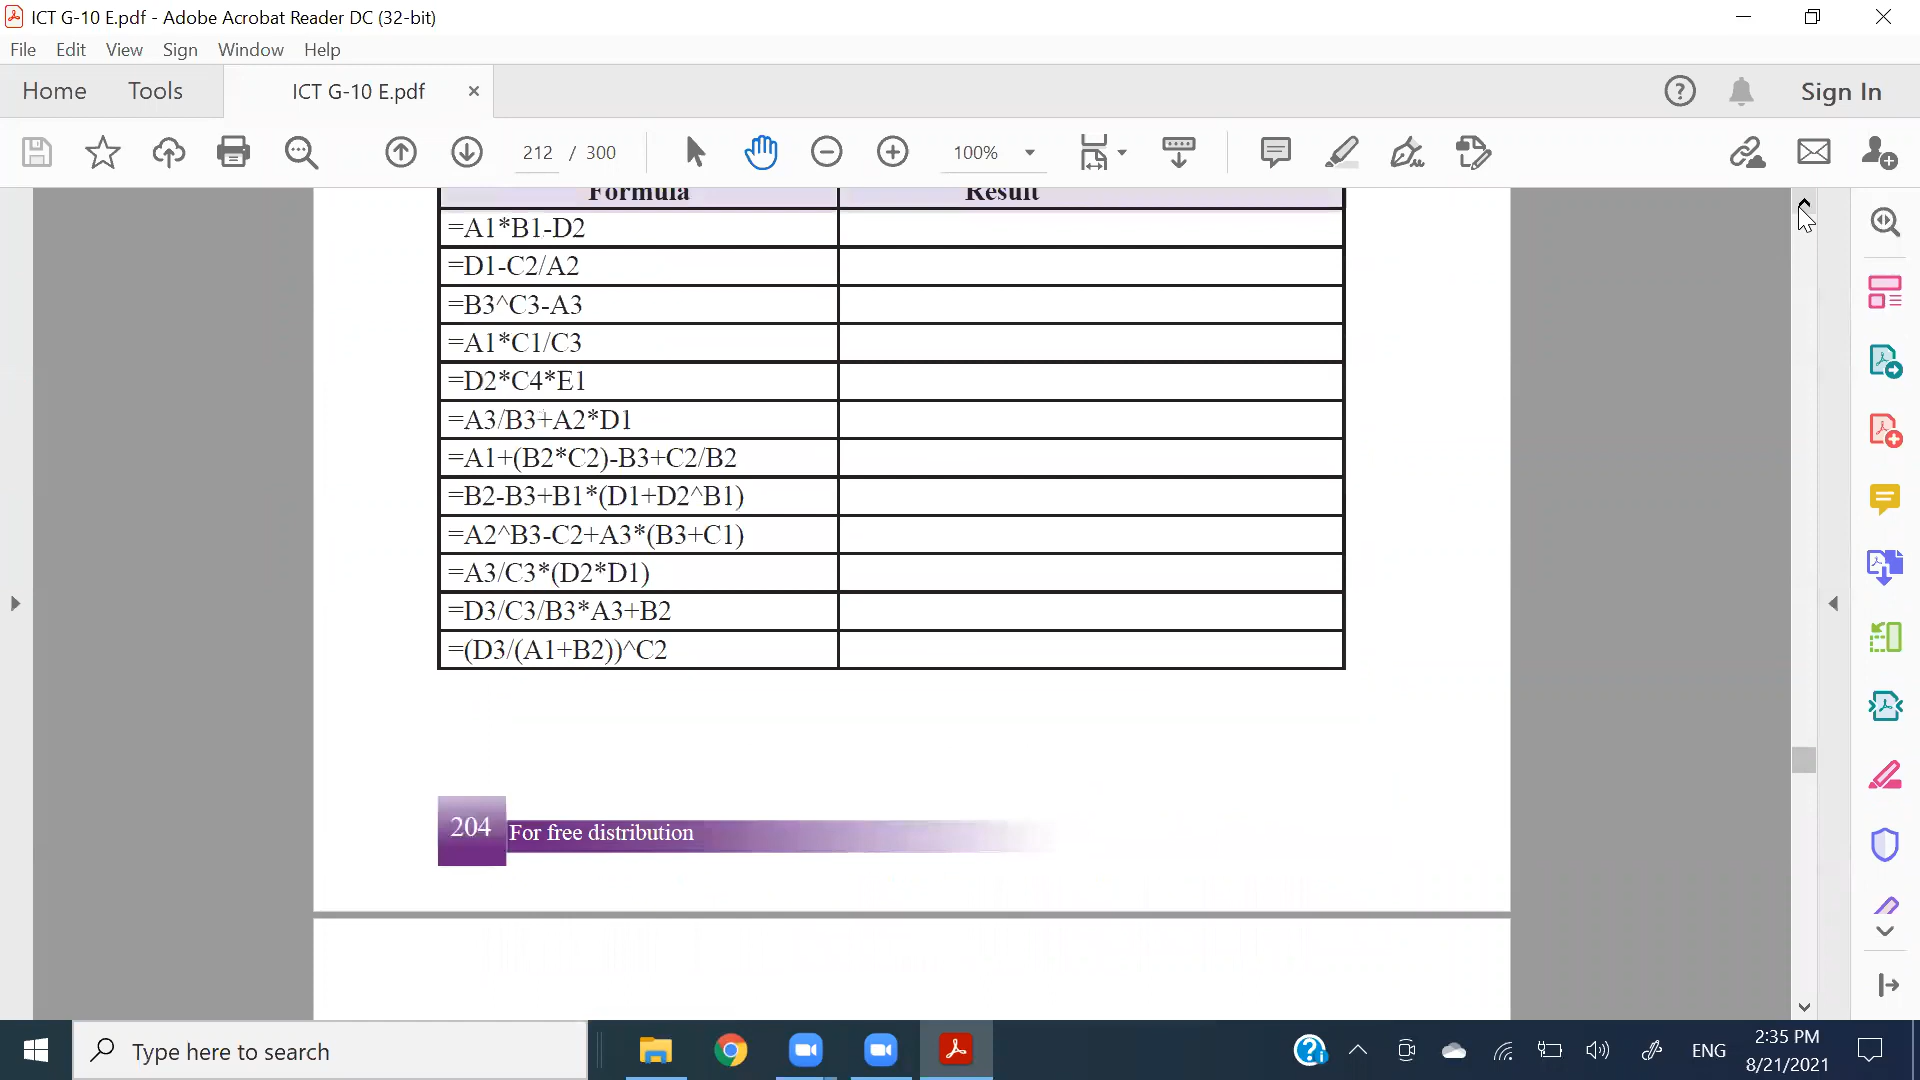 ICT G-10 E.pdf - Adobe Acrobat Reader DC (32-bit)
File Edit View Sign Window Help
Home Tools ICT G-10 E.pdf × Sign In
212 / 300 100%
Formula Result
=A1*B1-D2
=D1-C2/A2
=B3^C3-A3
=A1*C1/C3
=D2*C4*E1
=A3/B3+A2*D1
=A1+(B2*C2)-B3+C2/B2
=B2-B3+B1*(D1+D2^B1)
=A2^B3-C2+A3*(B3+C1)
=A3/C3*(D2*D1)
=D3/C3/B3*A3+B2
=(D3/(A1+B2))^C2
204 For free distribution
Type here to search
ENG
2:35 PM
8/21/2021